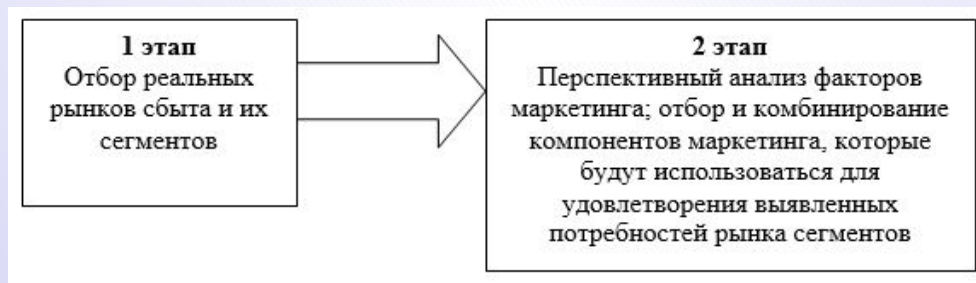 1 этап
Отбор реальных
рынков сбыта и их
сегментов
2 этап
Перспективный анализ факторов
маркетинга; отбор и комбинирование
компонентов маркетинга, которые
будут использоваться для
удовлетворения выявленных
потребностей рынка сегментов